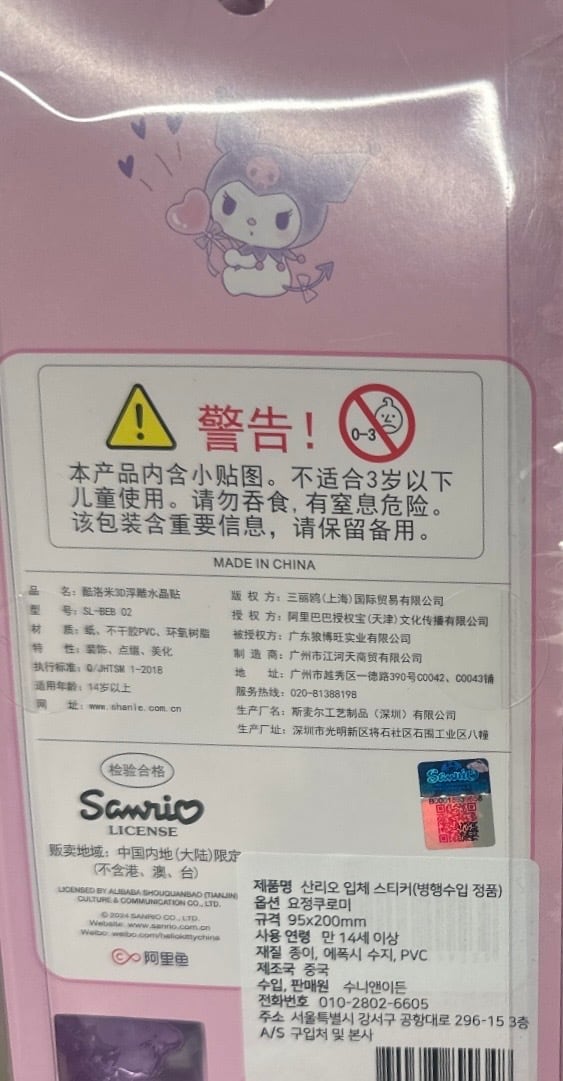 警告！
0-3
本产品内含小贴图。不适合3岁以下
儿童使用。请勿吞食,有窒息危险。
该包装含重要信息，请保留备用。
MADE IN CHINA
品 名：酷洛米3D浮雕水晶贴
型 号：SL-BEB 02
材 质：纸、不干胶PVC、环氧树脂
特 性：装饰、点缀、美化
执行标准：Q/JHTSM 1-2018
适用年龄：14岁以上
网 址：www.shanle.com.cn
版 权 方：三丽鸥(上海)国际贸易有限公司
授 权 方：阿里巴巴授权宝(天津)文化传播有限公司
被授权方：广东狼博旺实业有限公司
制 造 商：广州市江河天商贸有限公司
地 址：广州市越秀区一德路390号C0042、C0043铺
服务热线：020-81388198
生产厂名：斯麦尔工艺制品（深圳）有限公司
生产厂址：深圳市光明新区将石社区石围工业区八幢
检验合格
Sanrio
LICENSE
贩卖地域：中国内地(大陆)限定
(不含港、澳、台)
LICENSED BY ALIBABA SHOUQUANBAO (TIANJIN)
CULTURE & COMMUNICATION CO., LTD.
© 2024 SANRIO CO., LTD.
Website: www.sanrio.com.cn
Weibo: weibo.com/hellokittychina
阿里鱼
Sanrio
제품명 산리오 입체 스티커(병행수입 정품)
옵션 요정쿠로미
규격 95x200mm
사용 연령 만 14세 이상
재질 종이, 에폭시 수지, PVC
제조국 중국
수입, 판매원 수니앤이든
전화번호 010-2802-6605
주소 서울특별시 강서구 공항대로 296-15 3층
A/S 구입처 및 본사